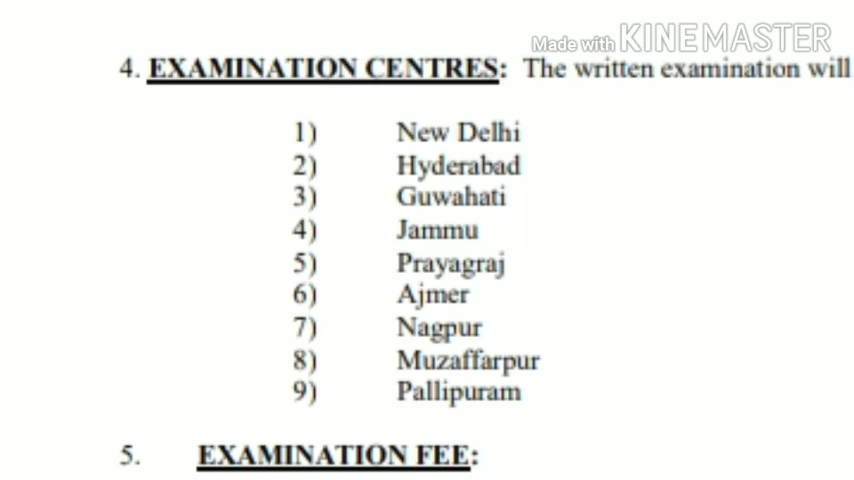 Made with KINEMASTER
4. EXAMINATION CENTRES: The written examination will
1) New Delhi
2) Hyderabad
3) Guwahati
4) Jammu
5) Prayagraj
6) Ajmer
7) Nagpur
8) Muzaffarpur
9) Pallipuram
5. EXAMINATION FEE: